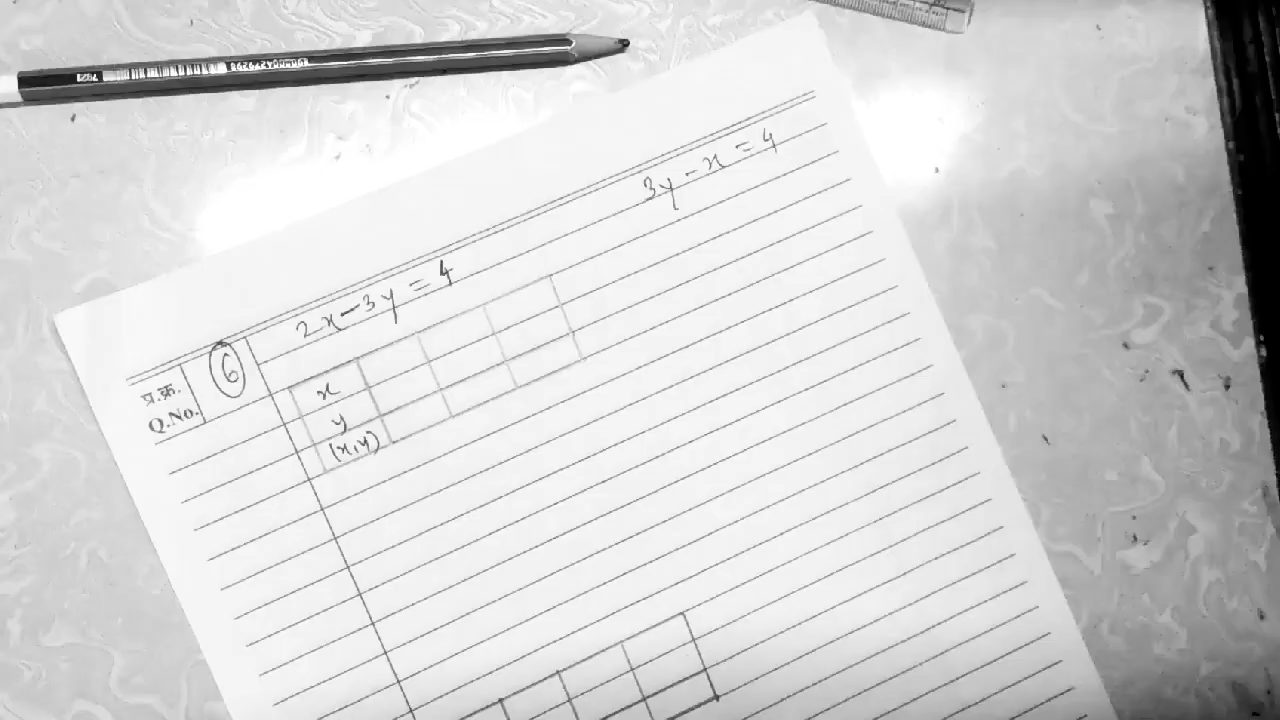 3y - x = 4
2x - 3y = 4
प्र.क्र.
Q.No.
6
x
y
(x,y)